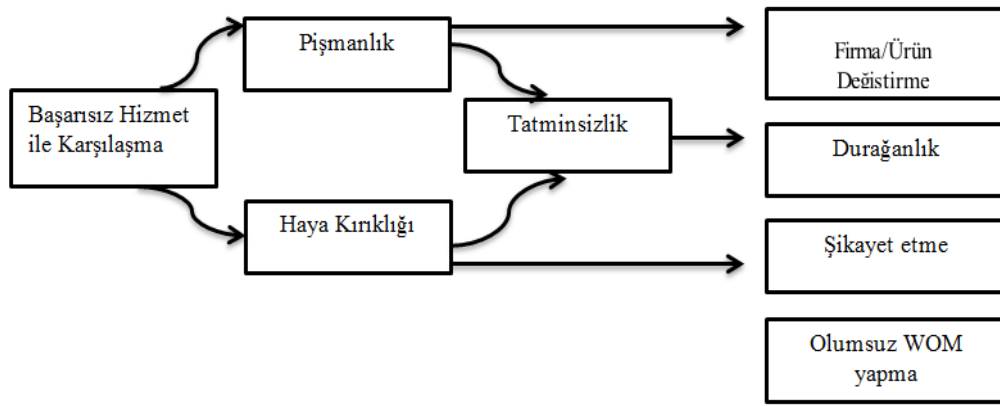 Pişmanlık
Firma/Ürün
Değiştirme
Başarısız Hizmet
ile Karşılaşma
Tatminsizlik
Durağanlık
Haya Kırıklığı
Şikayet etme
Olumsuz WOM
yapma